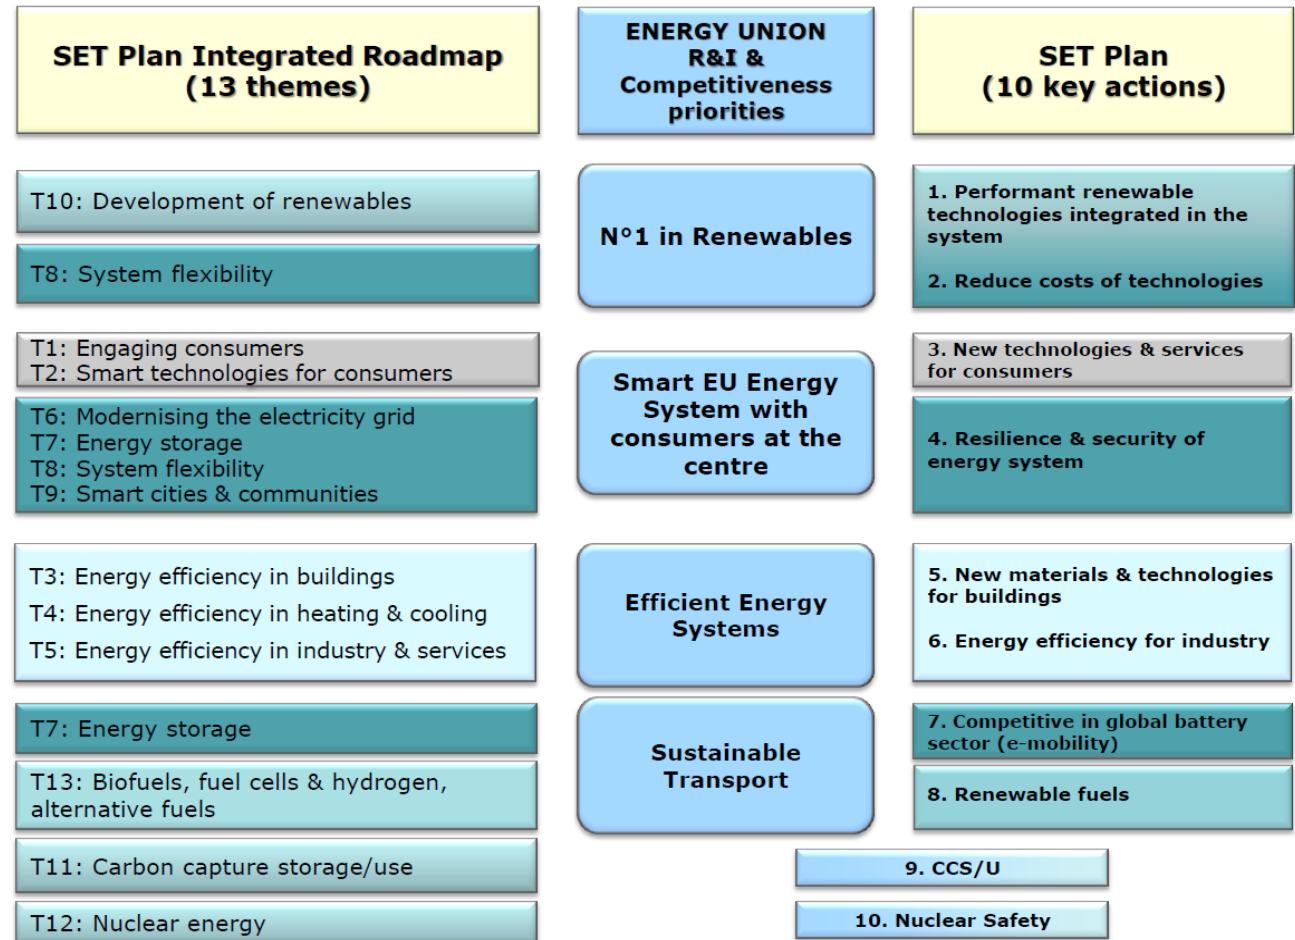 SET Plan Integrated Roadmap
(13 themes)
ENERGY UNION
R&I &
Competitiveness
priorities
SET Plan
(10 key actions)
T10: Development of renewables
T8: System flexibility
N°1 in Renewables
1. Performant renewable
technologies integrated in the
system
2. Reduce costs of technologies
T1: Engaging consumers
T2: Smart technologies for consumers
T6: Modernising the electricity grid
T7: Energy storage
T8: System flexibility
T9: Smart cities & communities
Smart EU Energy
System with
consumers at the
centre
3. New technologies & services
for consumers
4. Resilience & security of
energy system
T3: Energy efficiency in buildings
T4: Energy efficiency in heating & cooling
T5: Energy efficiency in industry & services
Efficient Energy
Systems
5. New materials & technologies
for buildings
6. Energy efficiency for industry
T7: Energy storage
T13: Biofuels, fuel cells & hydrogen,
alternative fuels
Sustainable
Transport
7. Competitive in global battery
sector (e-mobility)
8. Renewable fuels
T11: Carbon capture storage/use
9. CCS/U
T12: Nuclear energy
10. Nuclear Safety